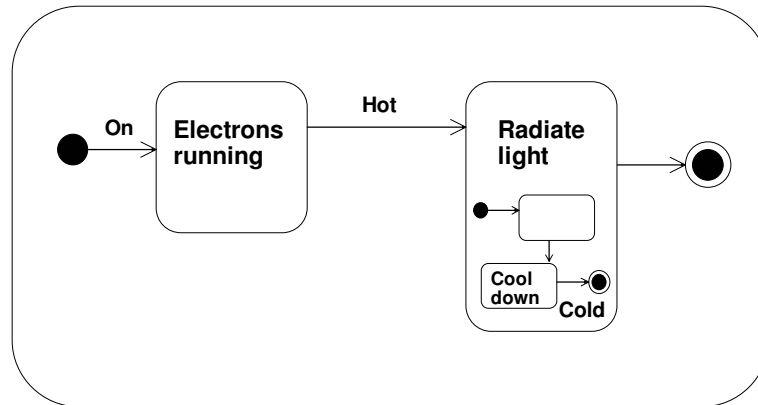 On
Electrons
running
Hot
Radiate
light
Cool
down
Cold